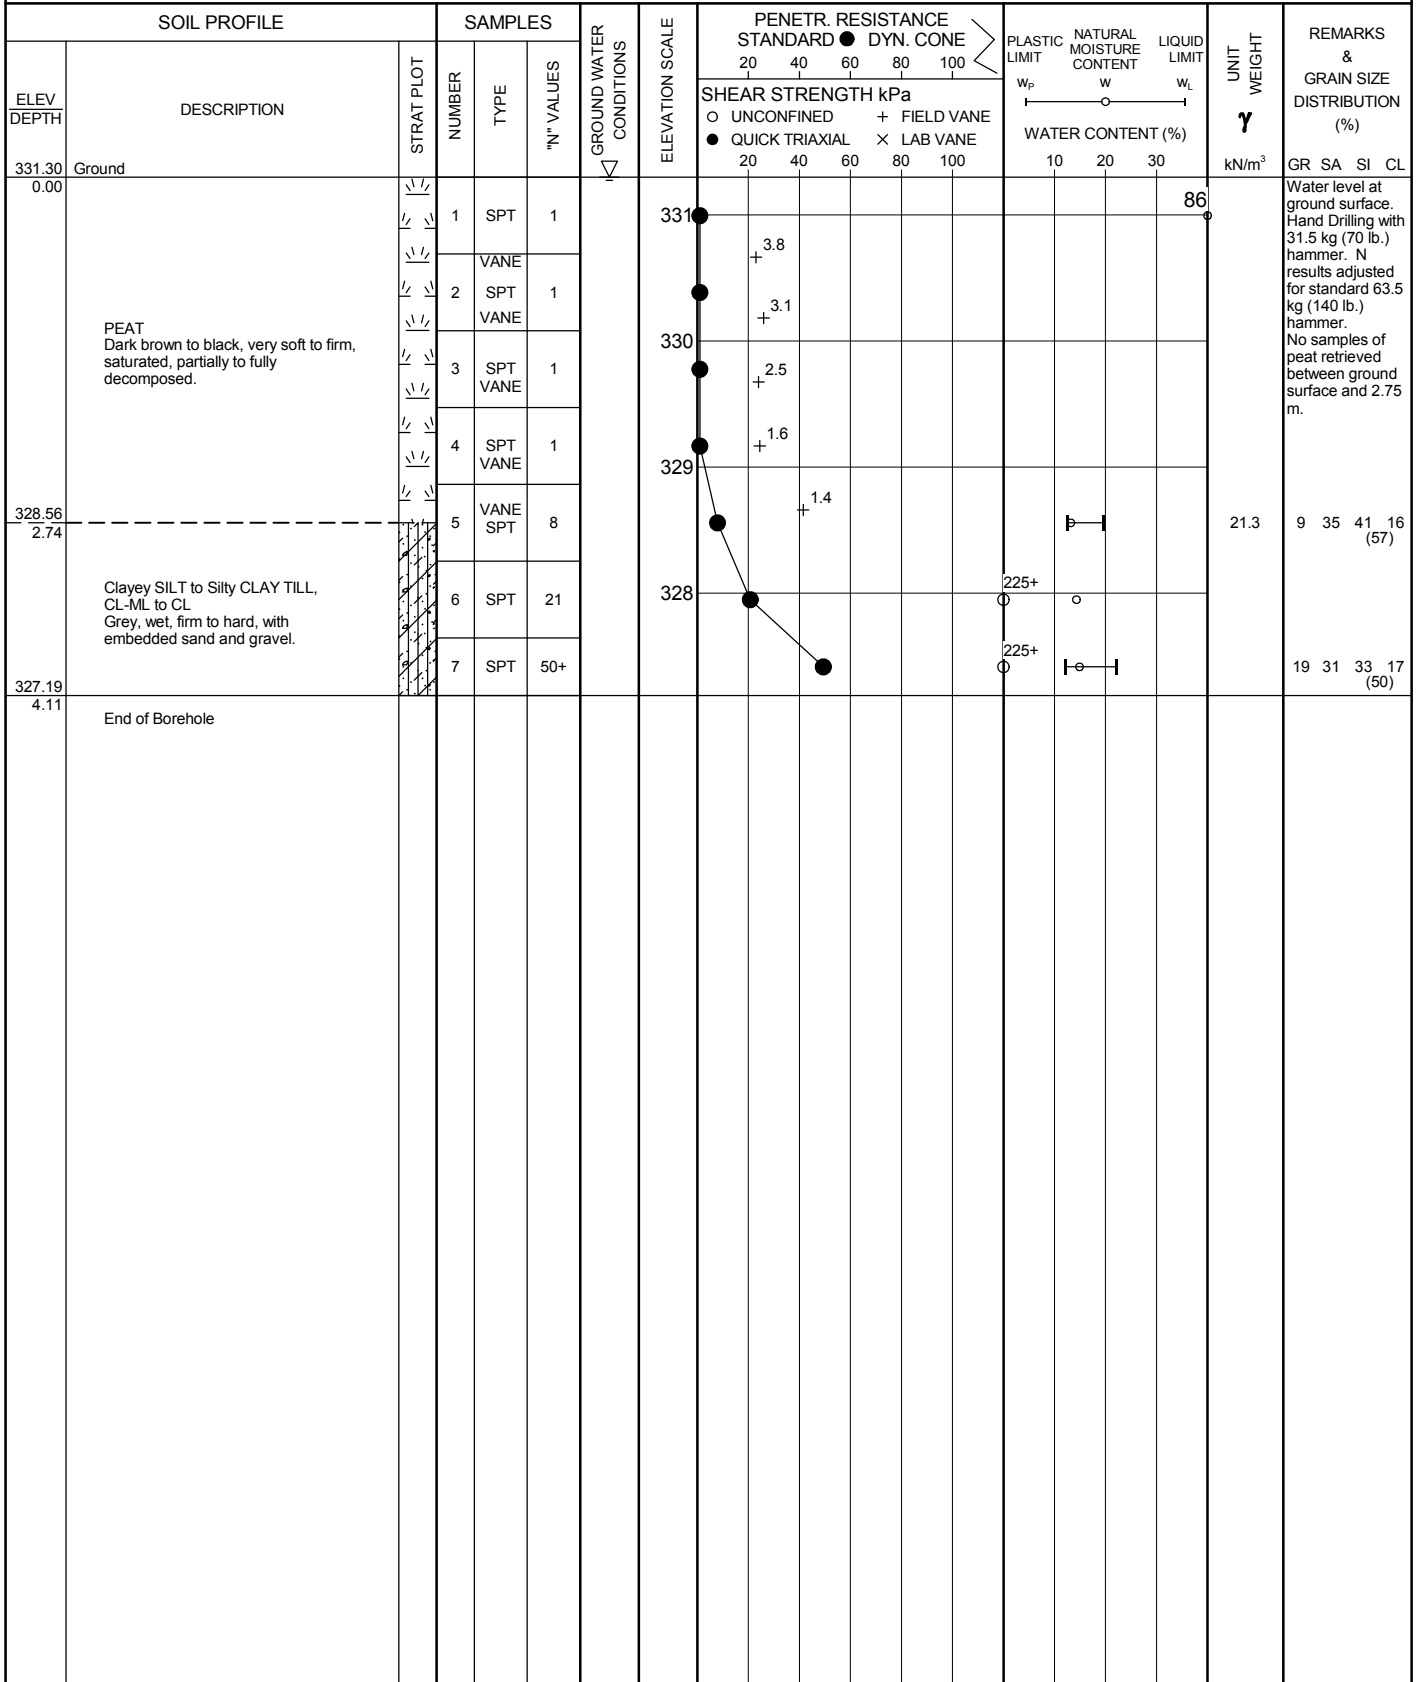 SOIL PROFILE
SAMPLES
GROUND WATER
CONDITIONS
ELEVATION SCALE
PENETR. RESISTANCE
STANDARD ● DYN. CONE
20 40 60 80 100
SHEAR STRENGTH kPa
○ UNCONFINED + FIELD VANE
● QUICK TRIAXIAL × LAB VANE
20 40 60 80 100
PLASTIC
LIMIT
NATURAL
MOISTURE
CONTENT
LIQUID
LIMIT
WP W WL
WATER CONTENT (%)
10 20 30
UNIT
WEIGHT
γ
kN/m³
REMARKS
&
GRAIN SIZE
DISTRIBUTION
(%)
GR SA SI CL
ELEV
DEPTH
DESCRIPTION
STRAT PLOT
NUMBER
TYPE
"N" VALUES
331.30 Ground
0.00
PEAT
Dark brown to black, very soft to firm,
saturated, partially to fully
decomposed.
328.56
2.74
Clayey SILT to Silty CLAY TILL,
CL-ML to CL
Grey, wet, firm to hard, with
embedded sand and gravel.
327.19
4.11
End of Borehole
1 SPT 1
VANE
2 SPT 1
VANE
3 SPT 1
VANE
4 SPT 1
VANE
VANE
5 SPT 8
6 SPT 21
7 SPT 50+
331
330
329
328
3.8
3.1
2.5
1.6
1.4
225+
225+
86
21.3
Water level at
ground surface.
Hand Drilling with
31.5 kg (70 lb.)
hammer. N
results adjusted
for standard 63.5
kg (140 lb.)
hammer.
No samples of
peat retrieved
between ground
surface and 2.75
m.
9 35 41 16
(57)
19 31 33 17
(50)